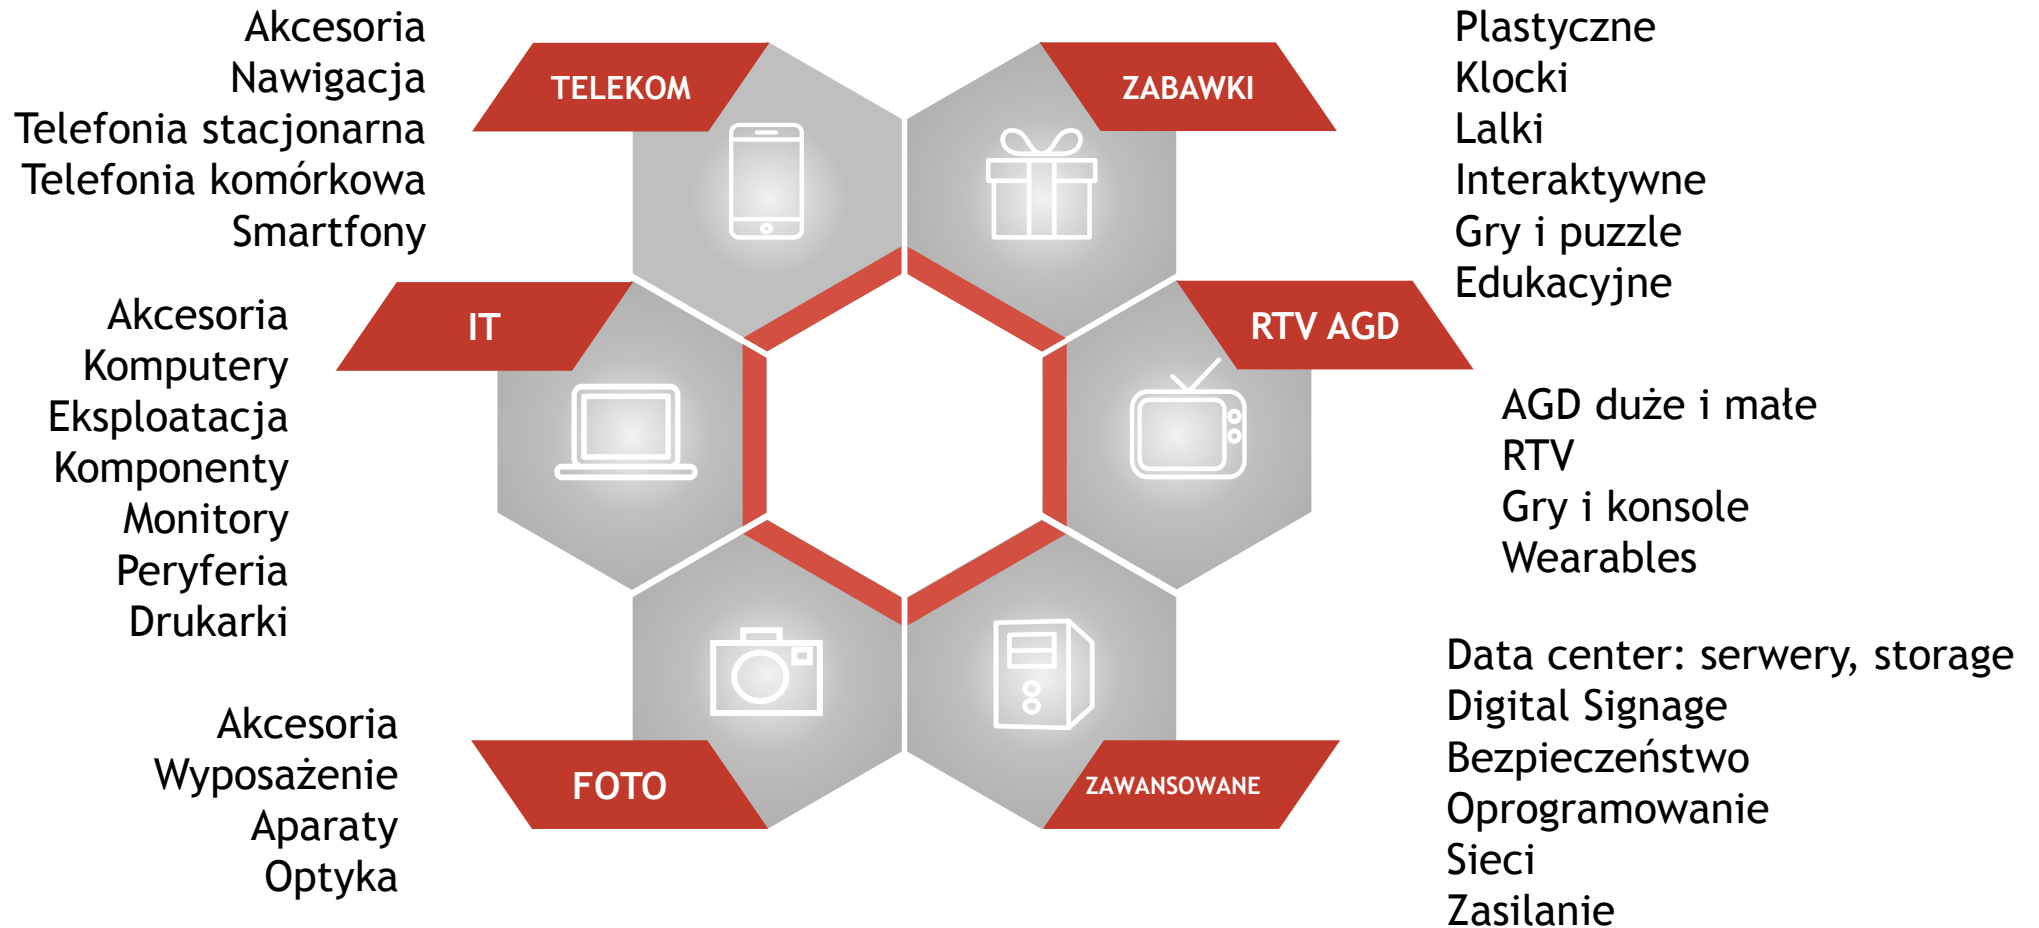 Akcesoria
Nawigacja
Telefonia stacjonarna
Telefonia komórkowa
Smartfony
TELEKOM
ZABAWKI
Plastyczne
Klocki
Lalki
Interaktywne
Gry i puzzle
Edukacyjne
Akcesoria
Komputery
Eksploatacja
Komponenty
Monitory
Peryferia
Drukarki
IT
RTV AGD
AGD duże i małe
RTV
Gry i konsole
Wearables
Akcesoria
Wyposażenie
Aparaty
Optyka
FOTO
ZAWANSOWANE
Data center: serwery, storage
Digital Signage
Bezpieczeństwo
Oprogramowanie
Sieci
Zasilanie